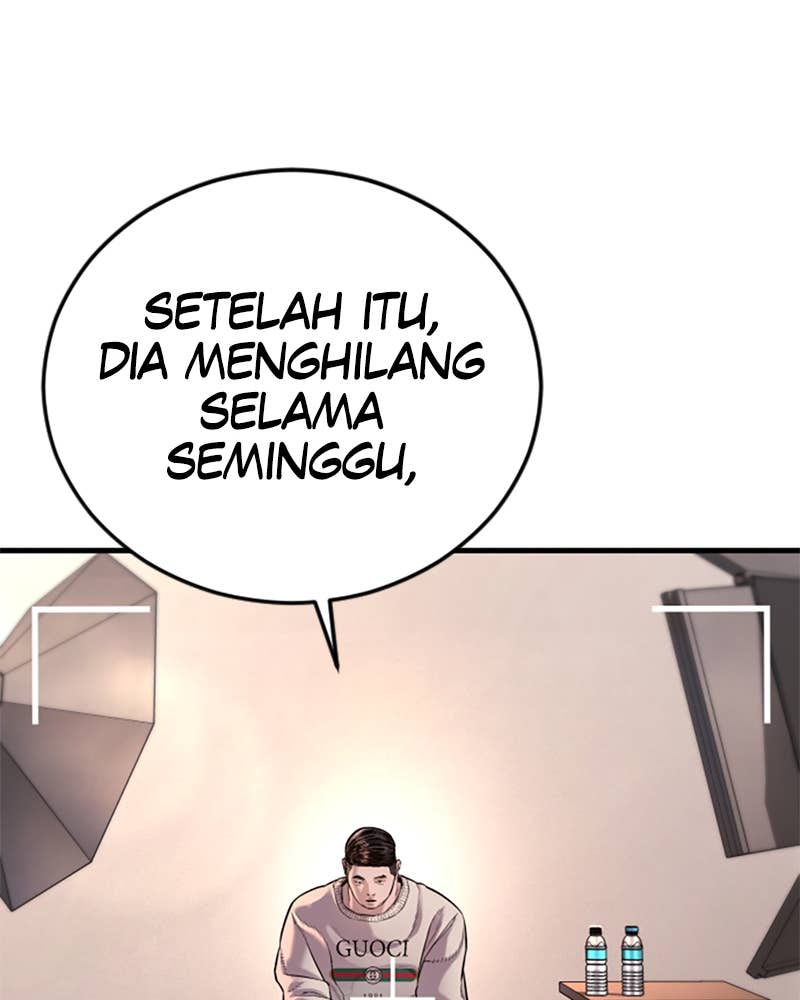 SETELAH ITU,
DIA MENGHILANG
SELAMA
SEMINGGU,
GUOCI